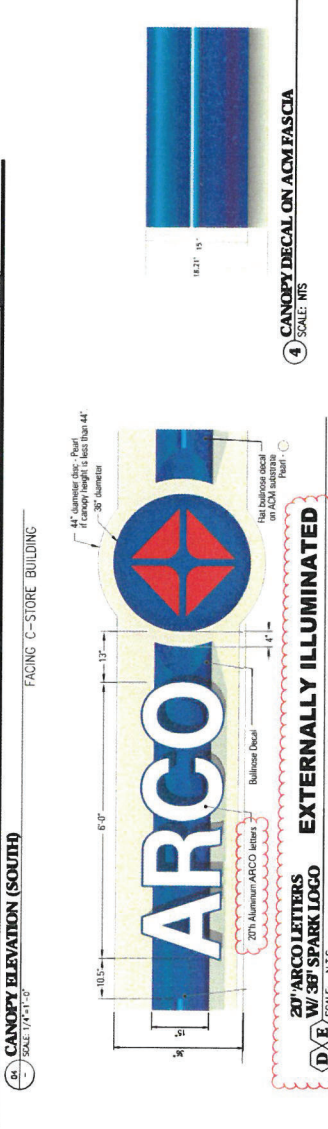 04
-
CANOPY ELEVATION (SOUTH)
SCALE: 1/4"=1'-0"
FACING C-STORE BUILDING
44" diameter disc - Pearl
if canopy height is less than 44"
36" diameter
10.5"
6'-0"
13"
ARCO
36"
15"
4"
20"h Aluminum ARCO letters
Bullnose Decal
Flat bullnose decal
on ACM substrate
Pearl -
20" ARCO LETTERS
W/ 36" SPARK LOGO
EXTERNALLY ILLUMINATED
D
E
SCALE: N.T.S.
18.21"
15"
4
CANOPY DECAL ON ACM FASCIA
SCALE: NTS